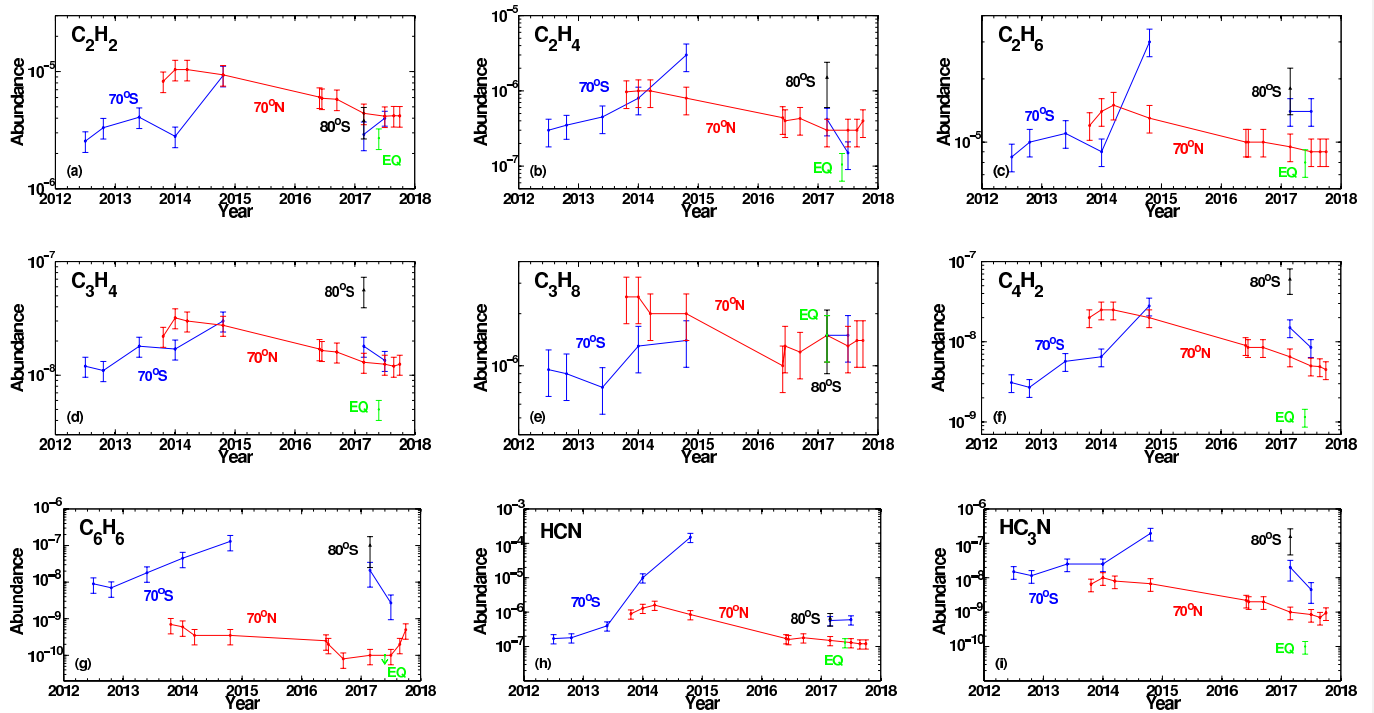 C2H2
10−5
10−6
Abundance
70°S
70°N
80°S
EQ
(a)
2012 2013 2014 2015 2016 2017 2018
Year
C2H4
10−5
10−6
10−7
Abundance
70°S
70°N
80°S
EQ
(b)
2012 2013 2014 2015 2016 2017 2018
Year
C2H6
10−5
Abundance
70°S
70°N
80°S
EQ
(c)
2012 2013 2014 2015 2016 2017 2018
Year
C3H4
10−7
10−8
Abundance
70°S
70°N
80°S
EQ
(d)
2012 2013 2014 2015 2016 2017 2018
Year
C3H8
10−6
Abundance
70°S
70°N
EQ
80°S
(e)
2012 2013 2014 2015 2016 2017 2018
Year
C4H2
10−7
10−8
10−9
Abundance
70°S
70°N
80°S
EQ
(f)
2012 2013 2014 2015 2016 2017 2018
Year
C6H6
10−6
10−7
10−8
10−9
10−10
Abundance
70°S
70°N
80°S
EQ
(g)
2012 2013 2014 2015 2016 2017 2018
Year
HCN
10−3
10−4
10−5
10−6
10−7
Abundance
70°S
70°N
80°S
EQ
(h)
2012 2013 2014 2015 2016 2017 2018
Year
HC3N
10−6
10−7
10−8
10−9
10−10
Abundance
70°S
70°N
80°S
EQ
(i)
2012 2013 2014 2015 2016 2017 2018
Year